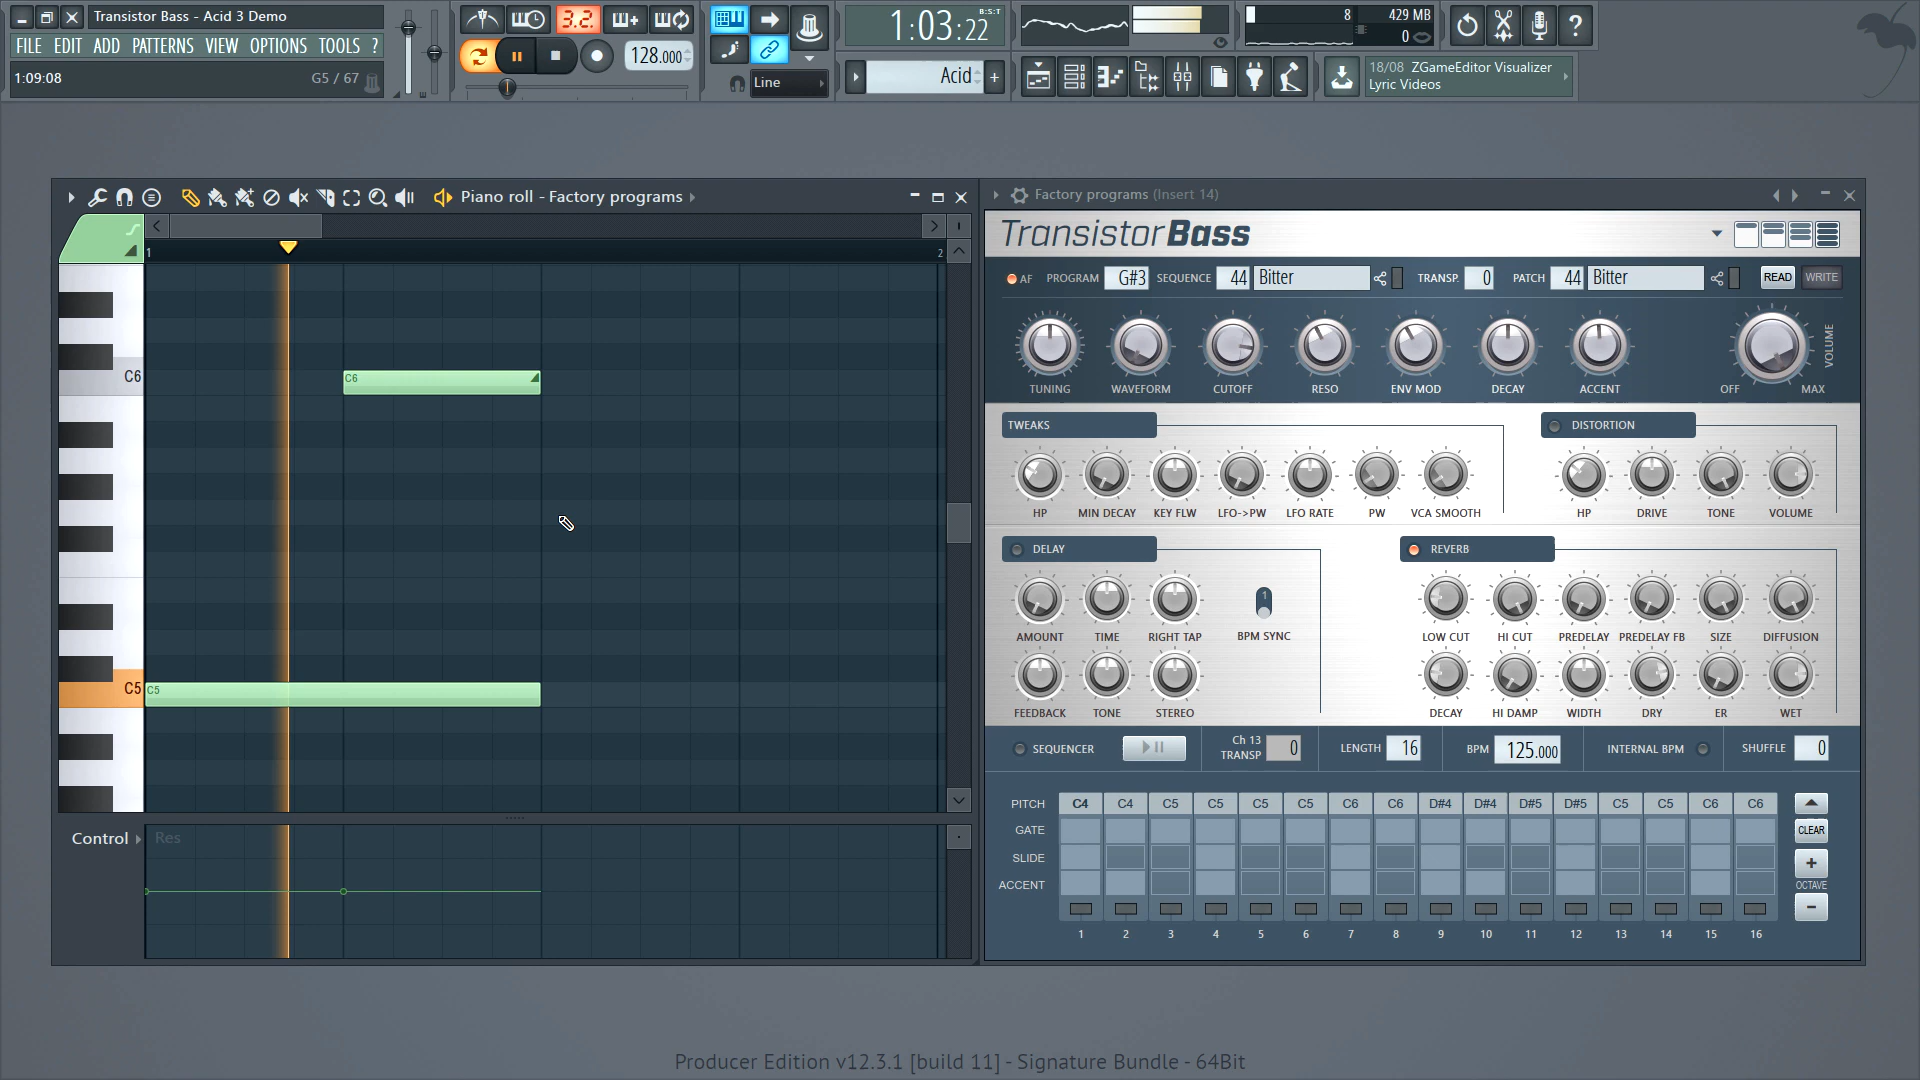 Transistor Bass - Acid 3 Demo
FILE EDIT ADD PATTERNS VIEW OPTIONS TOOLS ?
1:09:08 G5 / 67
3.2.
128.000
Line
1:03:22 B:S:T
Acid
8 429 MB
0
18/08 ZGameEditor Visualizer
Lyric Videos
Piano roll - Factory programs
1 2
C6 C6
C5 C5
Control Res
Factory programs (Insert 14)
TransistorBass
AF PROGRAM G#3 SEQUENCE 44 Bitter TRANSP. 0 PATCH 44 Bitter READ WRITE
TUNING WAVEFORM CUTOFF RESO ENV MOD DECAY ACCENT OFF MAX VOLUME
TWEAKS DISTORTION
HP MIN DECAY KEY FLW LFO->PW LFO RATE PW VCA SMOOTH HP DRIVE TONE VOLUME
DELAY REVERB
1
AMOUNT TIME RIGHT TAP BPM SYNC LOW CUT HI CUT PREDELAY PREDELAY FB SIZE DIFFUSION
FEEDBACK TONE STEREO DECAY HI DAMP WIDTH DRY ER WET
SEQUENCER Ch 13 TRANSP 0 LENGTH 16 BPM 125.000 INTERNAL BPM SHUFFLE 0
PITCH C4 C4 C5 C5 C5 C5 C6 C6 D#4 D#4 D#5 D#5 C5 C5 C6 C6
GATE CLEAR
SLIDE +
ACCENT OCTAVE
-
1 2 3 4 5 6 7 8 9 10 11 12 13 14 15 16
Producer Edition v12.3.1 [build 11] - Signature Bundle - 64Bit